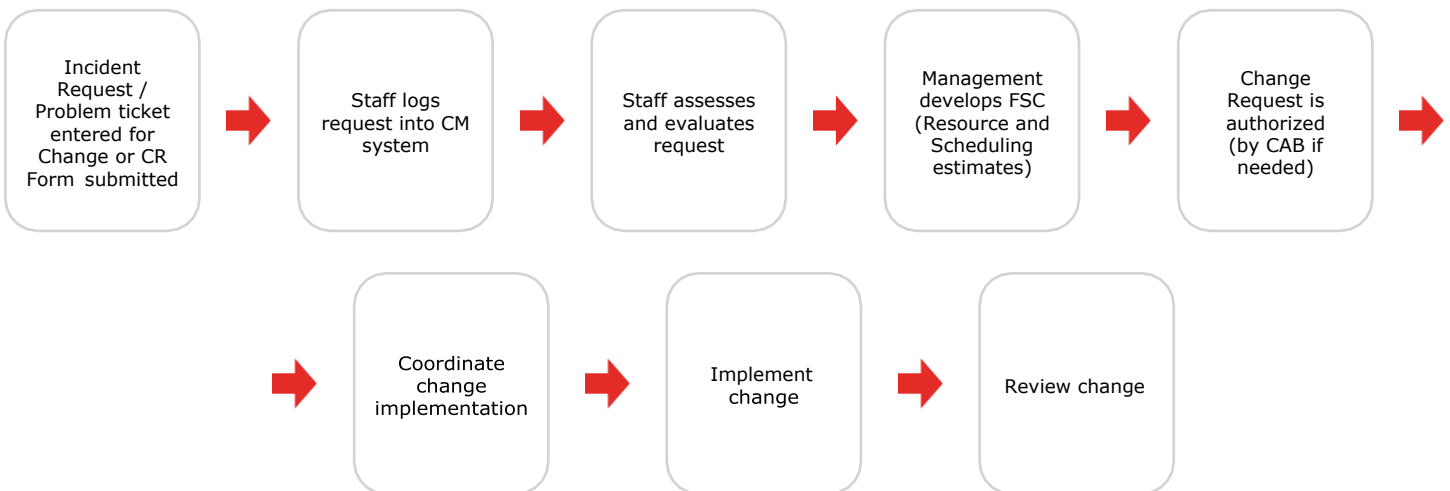 Incident
Request /
Problem ticket
entered for
Change or CR
Form submitted
Staff logs
request into CM
system
Staff assesses
and evaluates
request
Management
develops FSC
(Resource and
Scheduling
estimates)
Change
Request is
authorized
(by CAB if
needed)
Coordinate
change
implementation
Implement
change
Review change